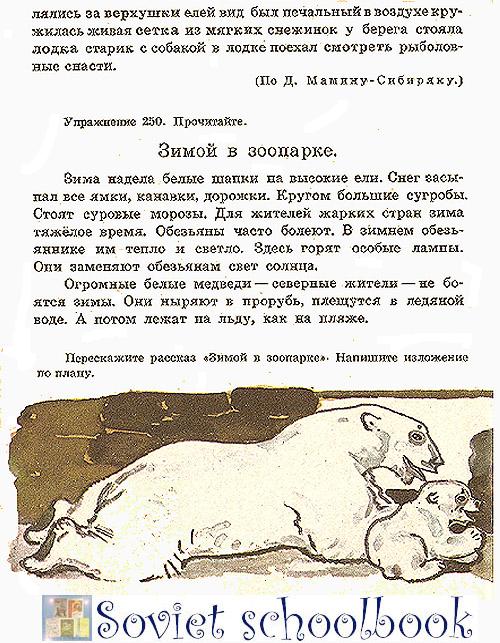 лялись за верхушки елей вид был печальный в воздухе кру-
жилась живая сетка из мягких снежинок у берега стояла
лодка старик с собакой в лодке поехал смотреть рыболов-
ные снасти.
(По Д. Мамину-Сибиряку.)
Упражнение 250. Прочитайте.
Зимой в зоопарке.
Зима надела белые шапки на высокие ели. Снег засы-
пал все ямки, канавки, дорожки. Кругом большие сугробы.
Стоят суровые морозы. Для жителей жарких стран зима
тяжёлое время. Обезьяны часто болеют. В зимнем обезь-
яннике им тепло и светло. Здесь горят особые лампы.
Они заменяют обезьянам свет солнца.
Огромные белые медведи — северные жители — не бо-
ятся зимы. Они ныряют в прорубь, плещутся в ледяной
воде. А потом лежат на льду, как на пляже.
Перескажите рассказ «Зимой в зоопарке». Напишите изложение
по плану.
Soviet schoolbook